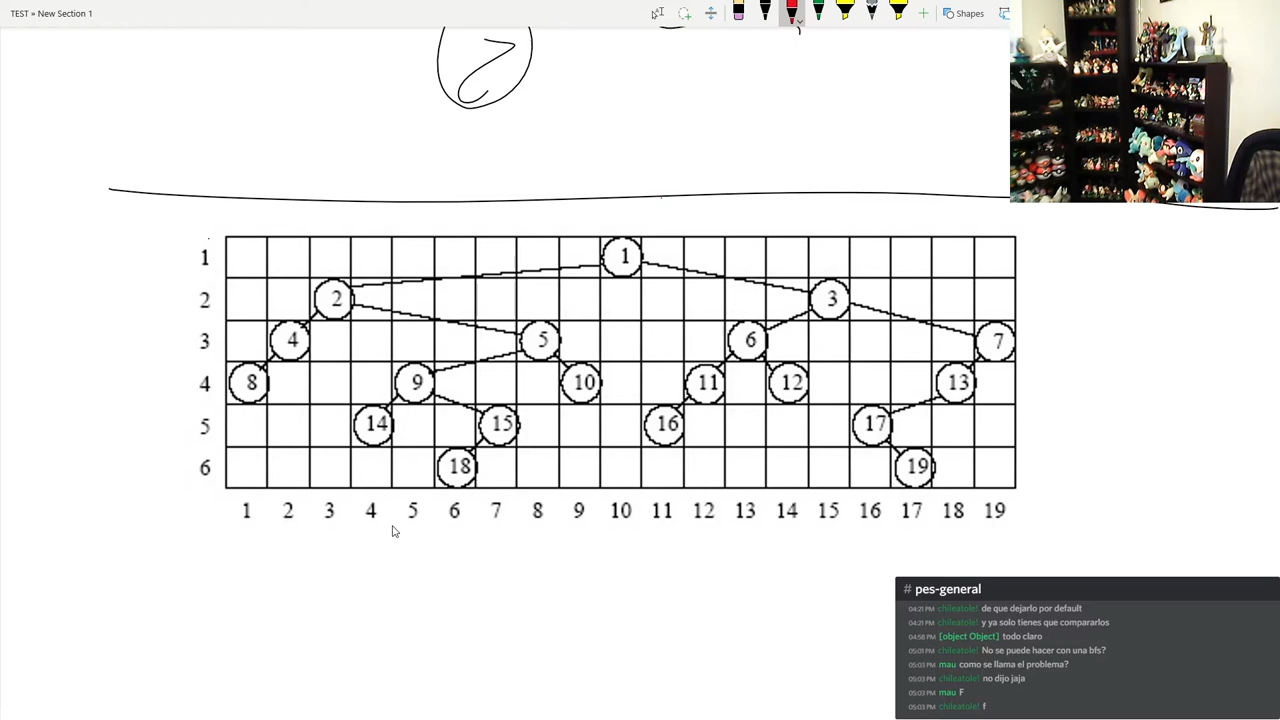 TEST » New Section 1
Shapes
2
1
1
2
2
3
3
4
5
6
7
4
8
9
10
11
12
13
5
14
15
16
17
6
18
19
1 2 3 4 5 6 7 8 9 10 11 12 13 14 15 16 17 18 19
# pes-general
04:21 PM chileatole! de que dejarlo por default
04:21 PM chileatole! y ya solo tienes que compararlos
04:58 PM [object Object] todo claro
05:01 PM chileatole! No se puede hacer con una bfs?
05:03 PM mau como se llama el problema?
05:03 PM chileatole! no dijo jaja
05:03 PM mau F
05:03 PM chileatole! f